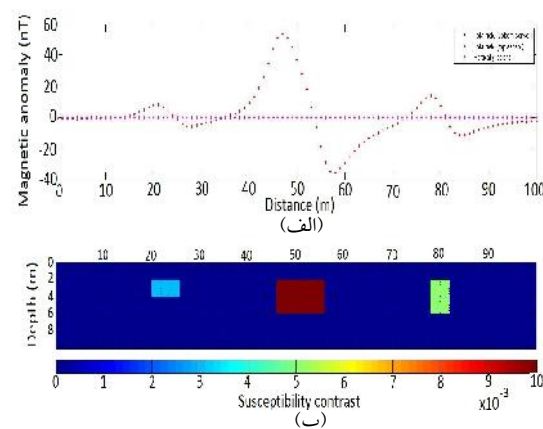 60
40
20
0
-20
-40
Magnetic anomaly (nT)
0 10 20 30 40 50 60 70 80 90 100
Distance (m)
(الف)
10 20 30 40 50 60 70 80 90
0
2
4
6
8
Depth (m)
0 1 2 3 4 5 6 7 8 9 10
Susceptibility contrast
x10-3
(ب)